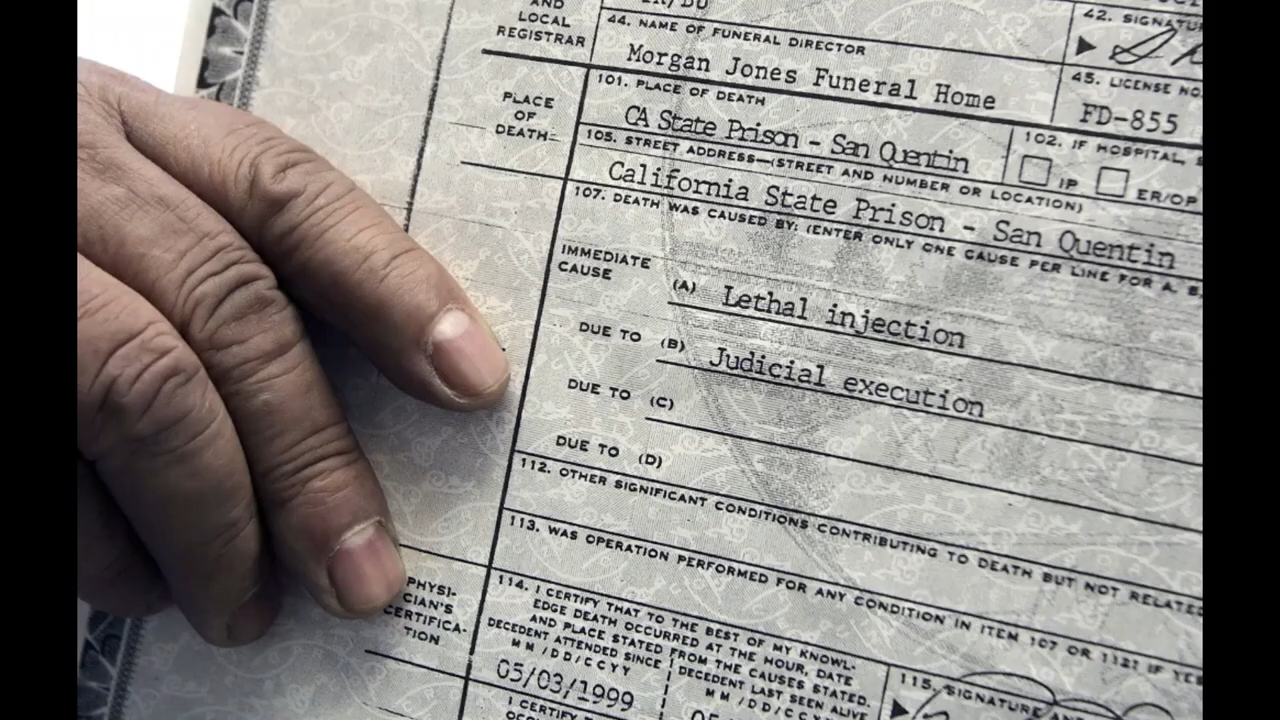 AND
LOCAL
REGISTRAR
44. NAME OF FUNERAL DIRECTOR
Morgan Jones Funeral Home
42. SIGNATURE
45. LICENSE NO.
FD-855
PLACE
OF
DEATH
101. PLACE OF DEATH
CA State Prison - San Quentin
102. IF HOSPITAL,
IP
ER/OP
105. STREET ADDRESS—(STREET AND NUMBER OR LOCATION)
California State Prison - San Quentin
107. DEATH WAS CAUSED BY: (ENTER ONLY ONE CAUSE PER LINE FOR A, B,
IMMEDIATE
CAUSE
(A) Lethal injection
DUE TO (B) Judicial execution
DUE TO (C)
DUE TO (D)
112. OTHER SIGNIFICANT CONDITIONS CONTRIBUTING TO DEATH BUT NOT RELATED
113. WAS OPERATION PERFORMED FOR ANY CONDITION IN ITEM 107 OR 112? IF YES
PHYSI-
CIAN'S
CERTIFICA-
TION
114. I CERTIFY THAT TO THE BEST OF MY KNOWL-
EDGE DEATH OCCURRED AT THE HOUR, DATE
AND PLACE STATED FROM THE CAUSES STATED.
DECEDENT ATTENDED SINCE
DECEDENT LAST SEEN ALIVE
MM/DD/CCYY
MM/DD/CCYY
05/03/1999
05
I CERTIFY
115. SIGNATURE AN